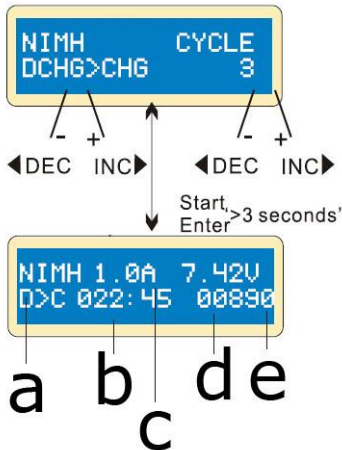 NIMH CYCLE
DCHG>CHG 3
- + - +
◀DEC INC▶ ◀DEC INC▶
Start
Enter '>3 seconds'
NIMH 1.0A 7.42V
D>C 022:45 00890
a b c d e